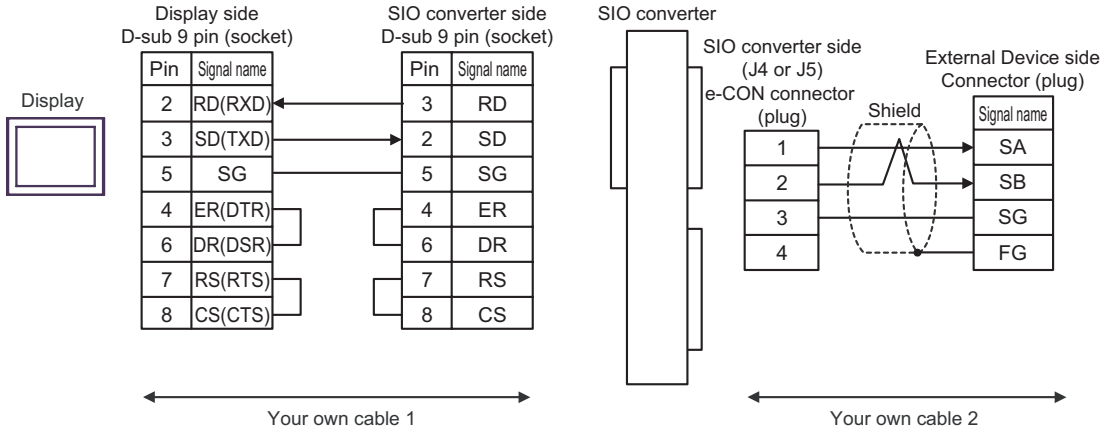 Display
Display side
D-sub 9 pin (socket)
Pin Signal name
2 RD(RXD)
3 SD(TXD)
5 SG
4 ER(DTR)
6 DR(DSR)
7 RS(RTS)
8 CS(CTS)
SIO converter side
D-sub 9 pin (socket)
Pin Signal name
3 RD
2 SD
5 SG
4 ER
6 DR
7 RS
8 CS
Your own cable 1
SIO converter
SIO converter side
(J4 or J5)
e-CON connector
(plug)
1
2
3
4
Shield
External Device side
Connector (plug)
Signal name
SA
SB
SG
FG
Your own cable 2